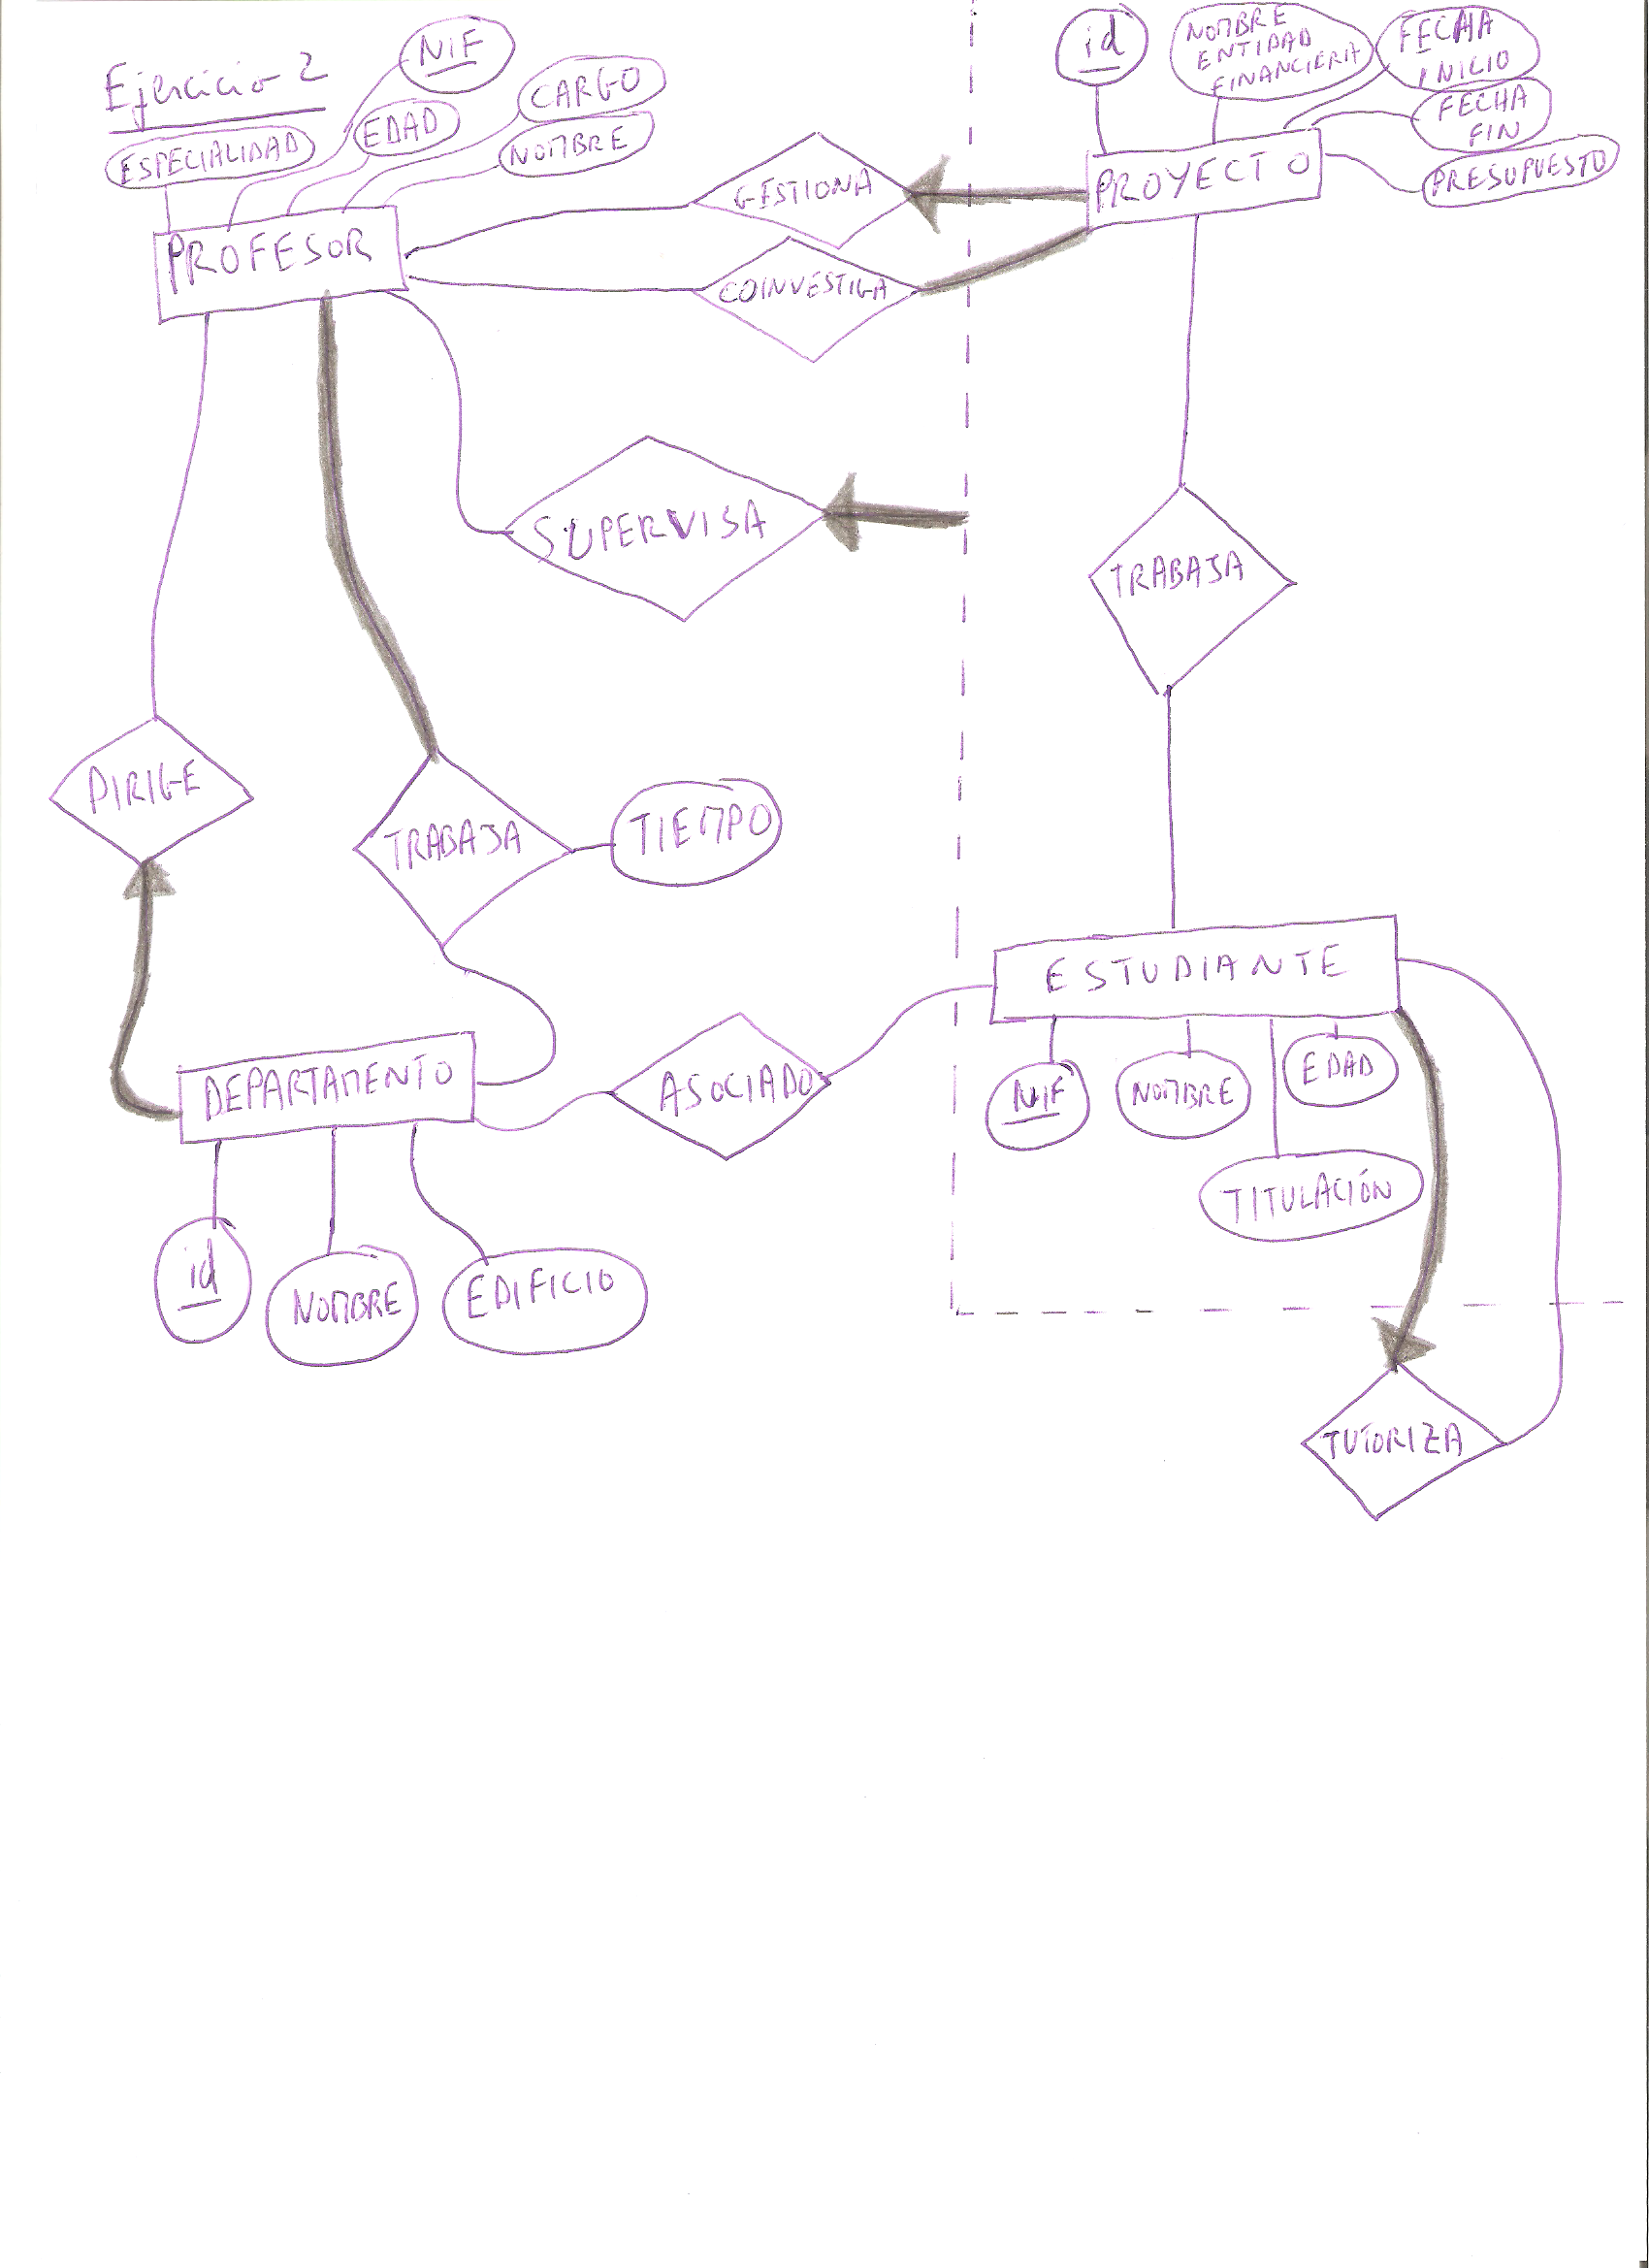 Ejercicio 2
NIF
CARGO
EDAD
NOMBRE
ESPECIALIDAD
PROFESOR
id
NOMBRE
ENTIDAD
FINANCIERA
FECHA
INICIO
FECHA
FIN
PRESUPUESTO
PROYECTO
GESTIONA
COINVESTIGA
SUPERVISA
TRABAJA
DIRIGE
TRABAJA
TIEMPO
ESTUDIANTE
NIF
NOMBRE
EDAD
TITULACIÓN
DEPARTAMENTO
ASOCIADO
id
NOMBRE
EDIFICIO
TUTORIZA